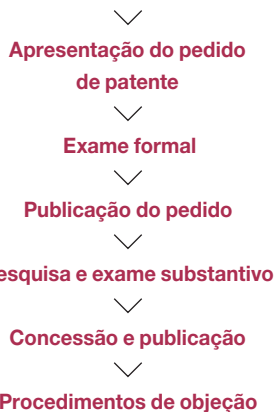 Apresentação do pedido
de patente
Exame formal
Publicação do pedido
esquisa e exame substantivo
Concessão e publicação
Procedimentos de objeção